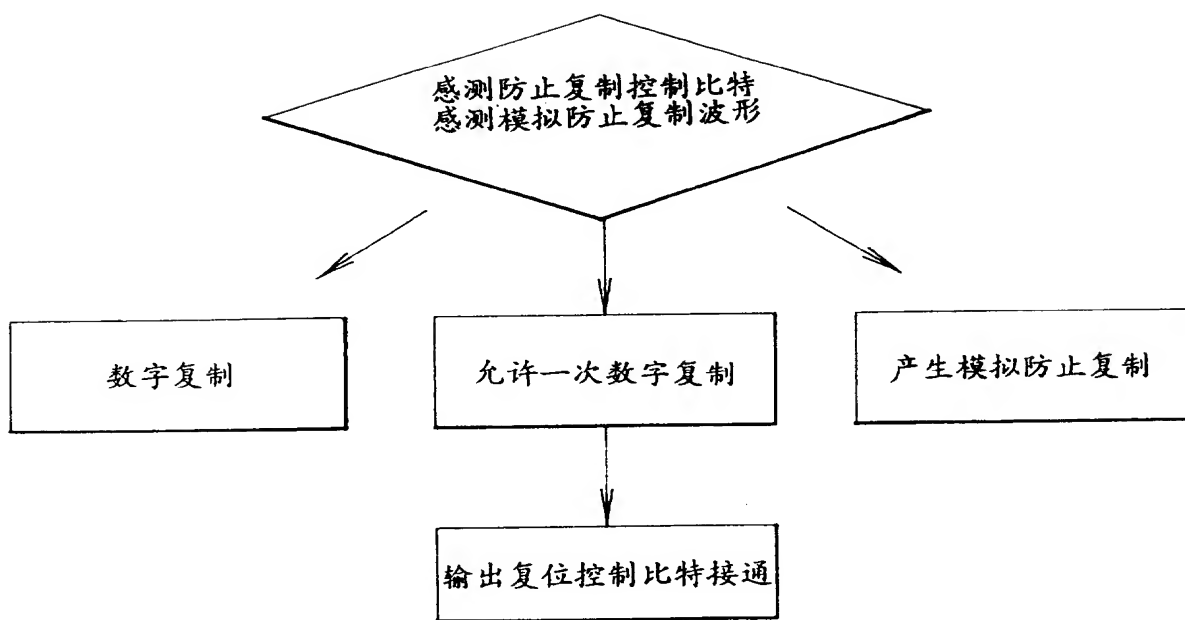 感测防止复制控制比特
感测模拟防止复制波形
数字复制
允许一次数字复制
产生模拟防止复制
输出复位控制比特接通